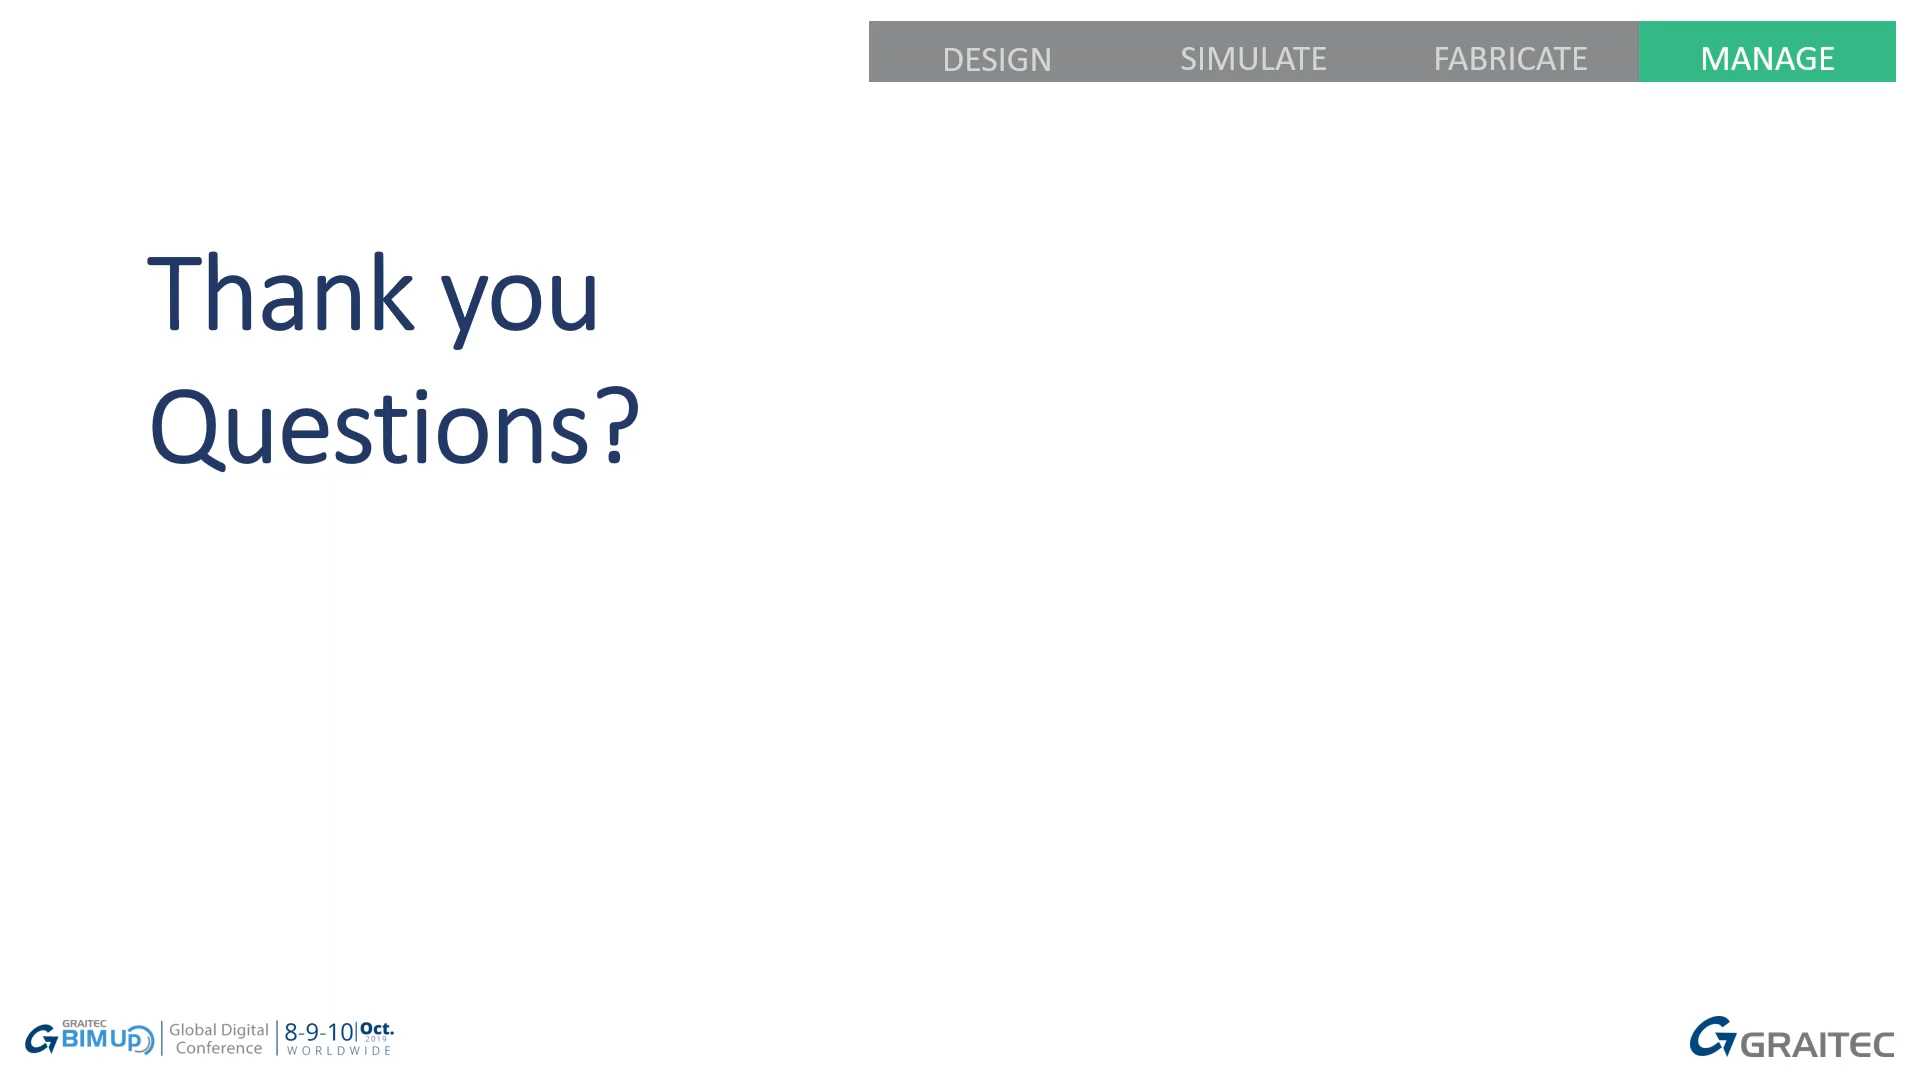 DESIGN SIMULATE FABRICATE MANAGE
Thank you
Questions?
GRAITEC
BIM Up
Global Digital
Conference
8-9-10 Oct.
2019
WORLDWIDE
GRAITEC